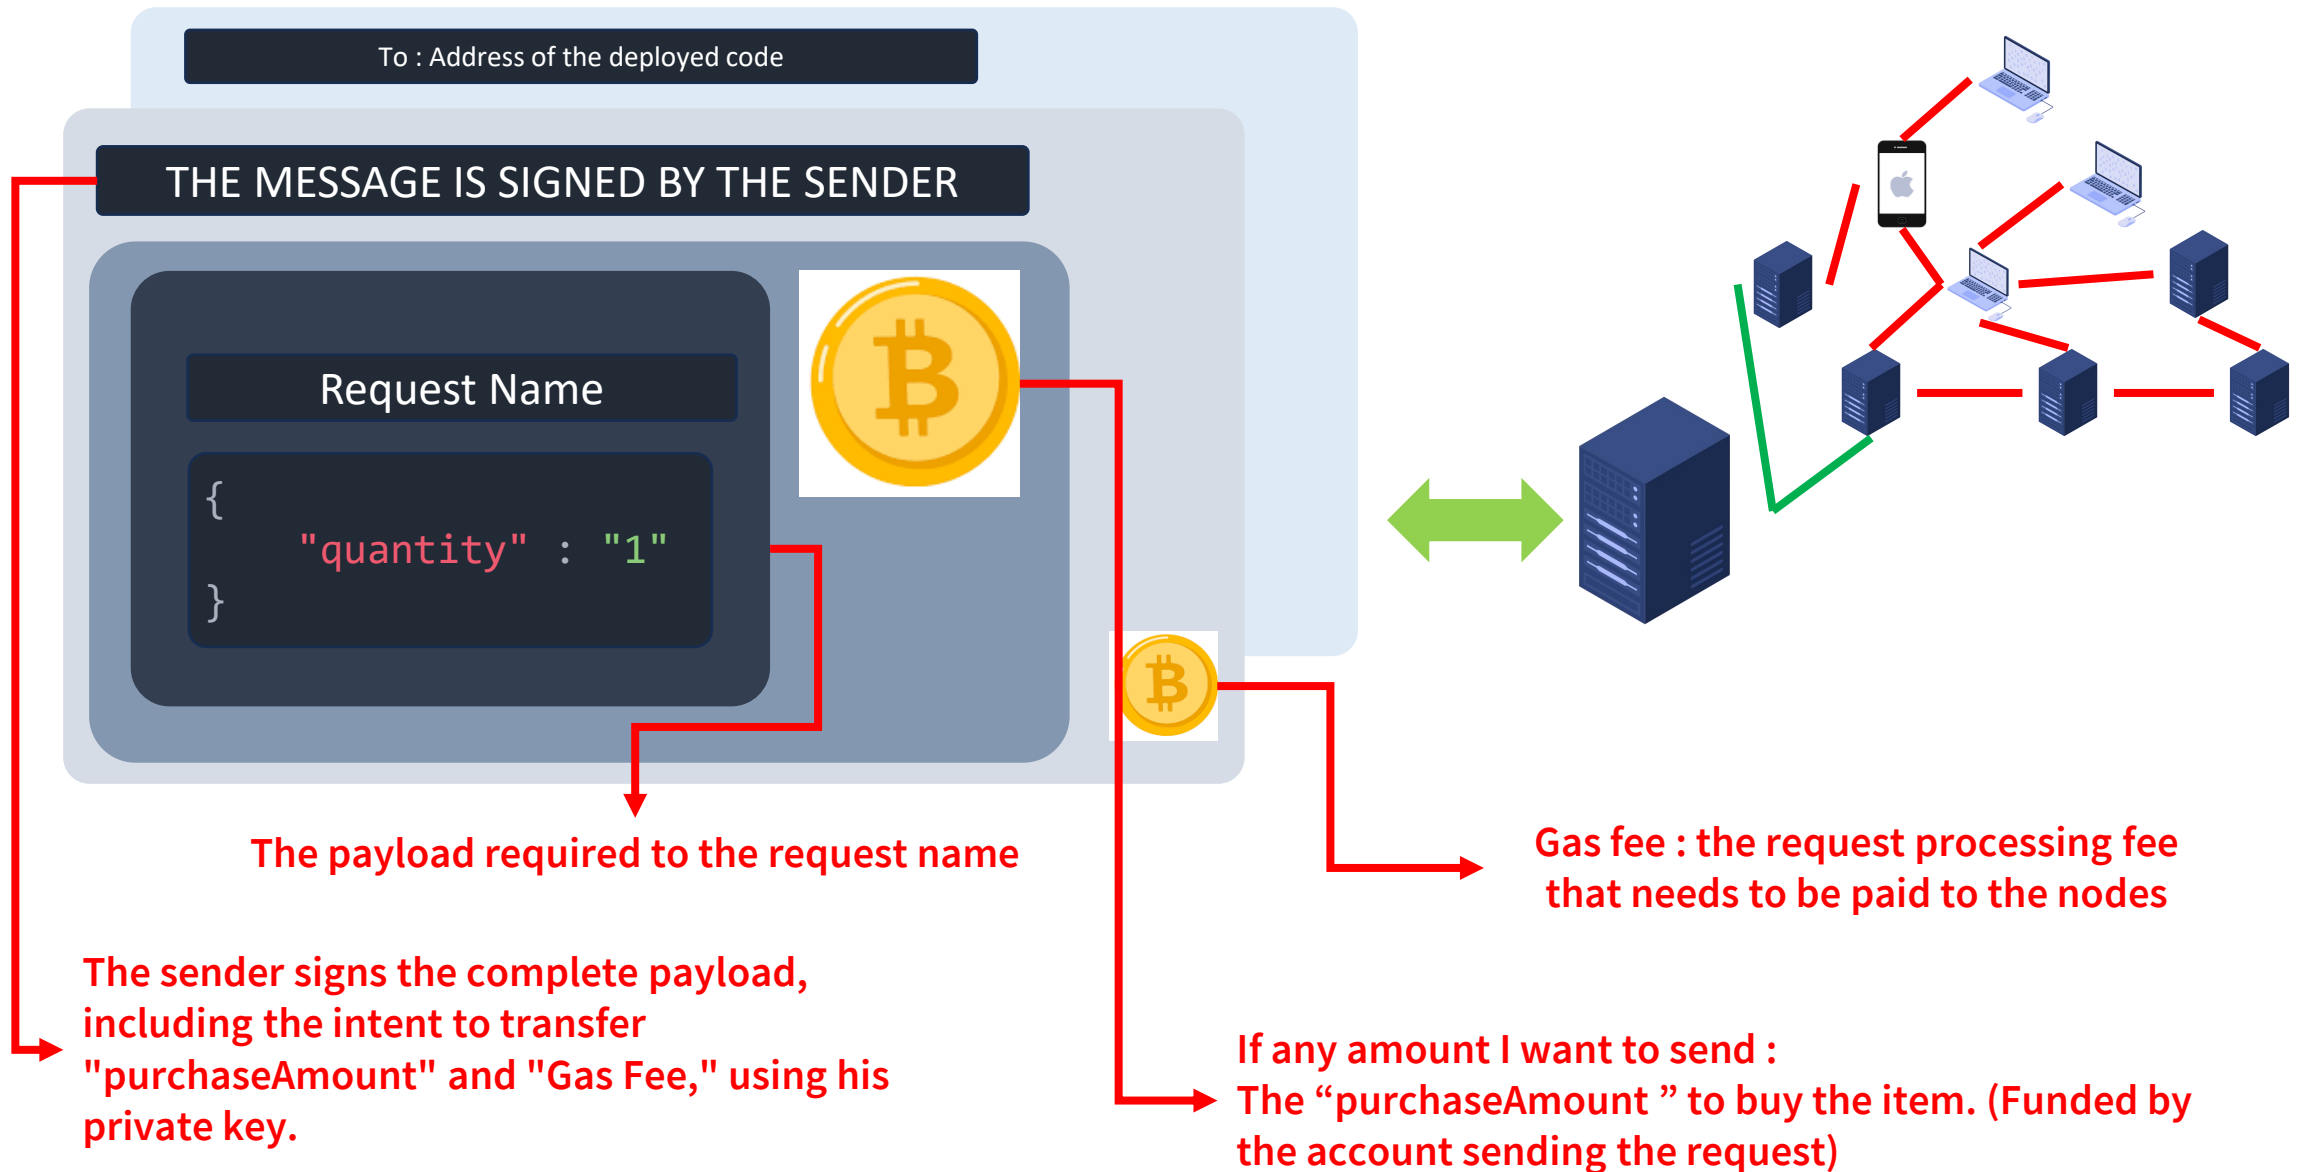 To : Address of the deployed code
THE MESSAGE IS SIGNED BY THE SENDER
Request Name
{
"quantity" : "1"
}
The payload required to the request name
Gas fee : the request processing fee
that needs to be paid to the nodes
The sender signs the complete payload,
including the intent to transfer
"purchaseAmount" and "Gas Fee," using his
private key.
If any amount I want to send :
The “purchaseAmount ” to buy the item. (Funded by
the account sending the request)